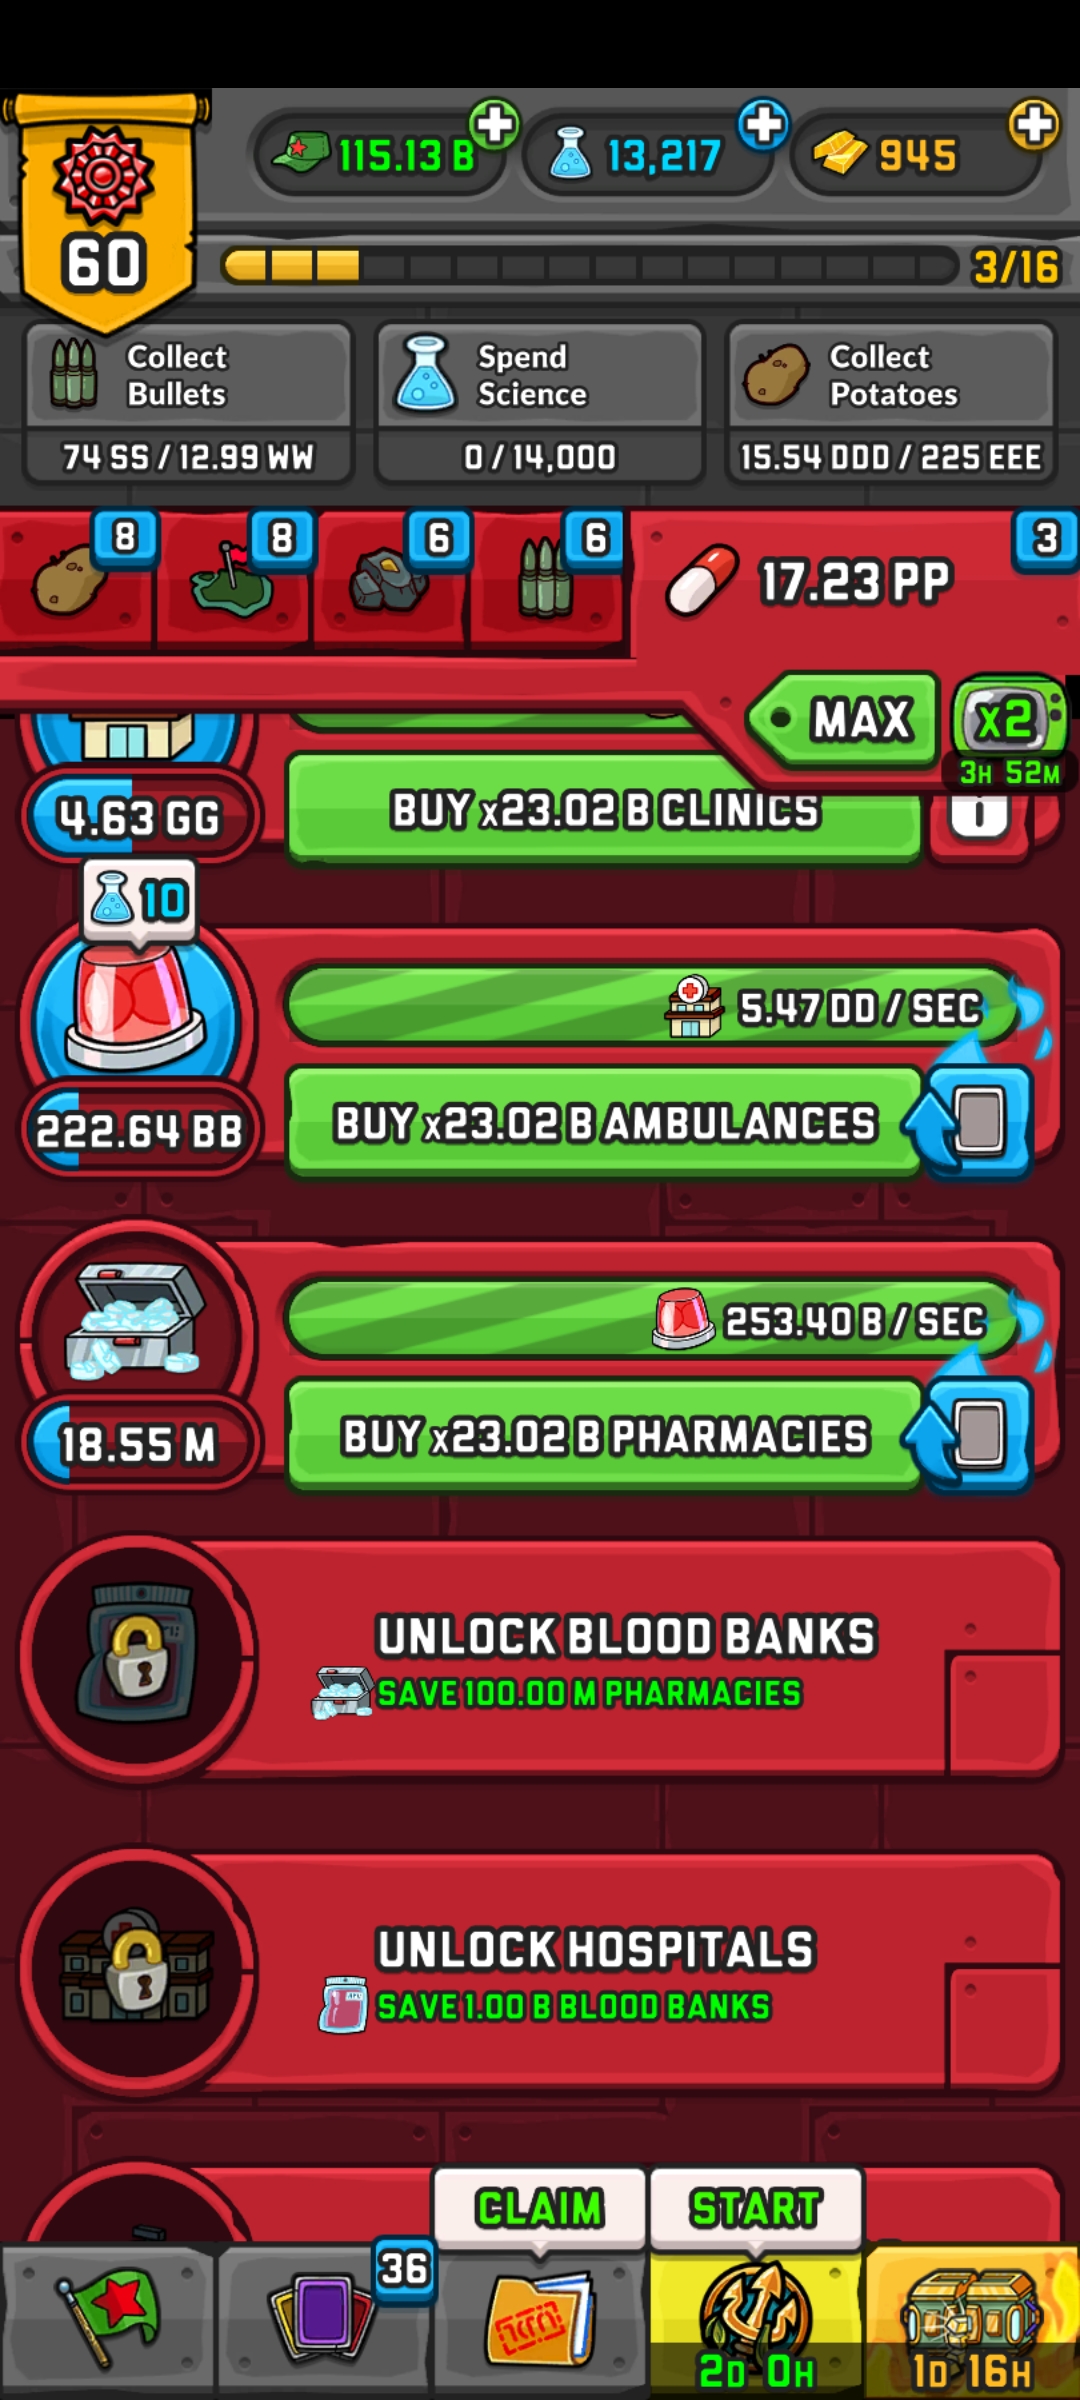 115.13 B
13,217
945
60
3/16
Collect
Bullets
74 SS / 12.99 WW
Spend
Science
0 / 14,000
Collect
Potatoes
15.54 DDD / 225 EEE
8
8
6
6
3
17.23 PP
MAX
x2
3H 52M
4.63 GG
BUY x23.02 B CLINICS
i
10
5.47 DD / SEC
222.64 BB
BUY x23.02 B AMBULANCES
253.40 B / SEC
18.55 M
BUY x23.02 B PHARMACIES
UNLOCK BLOOD BANKS
SAVE 100.00 M PHARMACIES
UNLOCK HOSPITALS
SAVE 1.00 B BLOOD BANKS
CLAIM
START
36
2D 0H
1D 16H